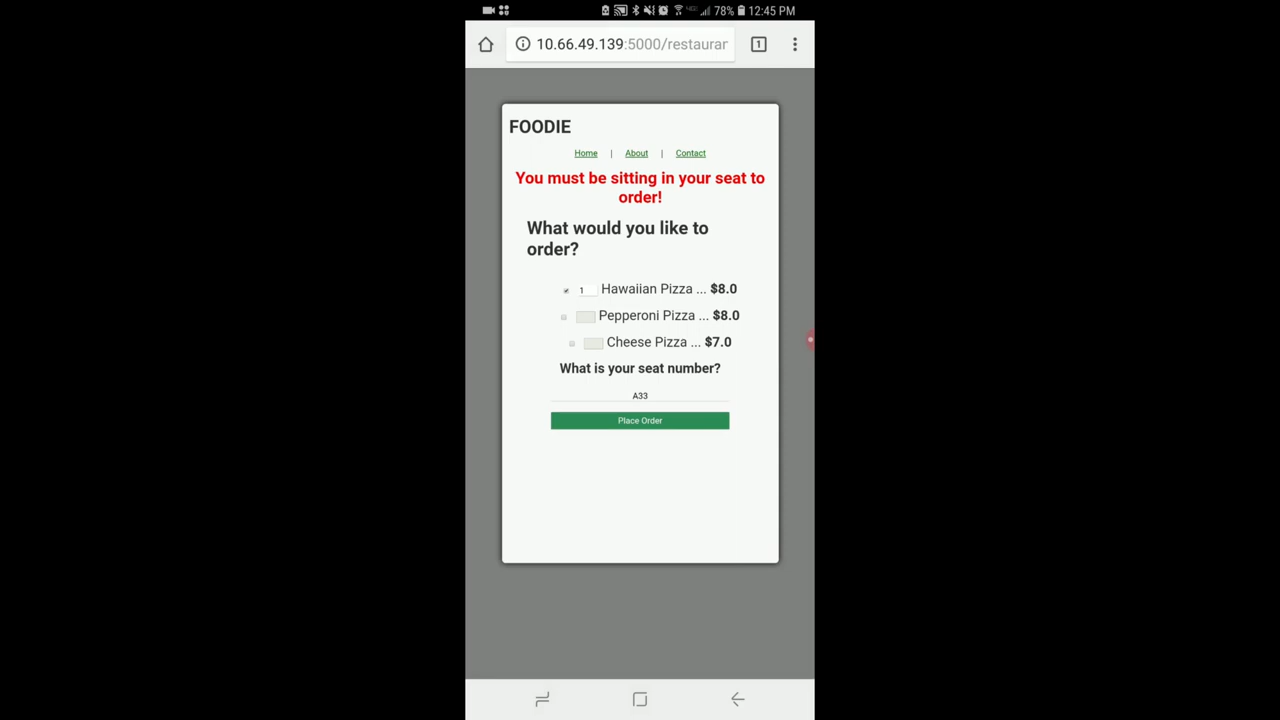 78% 12:45 PM
10.66.49.139:5000/restaurar
1
FOODIE
Home | About | Contact
You must be sitting in your seat to
order!
What would you like to
order?
1 Hawaiian Pizza ... $8.0
Pepperoni Pizza ... $8.0
Cheese Pizza ... $7.0
What is your seat number?
A33
Place Order